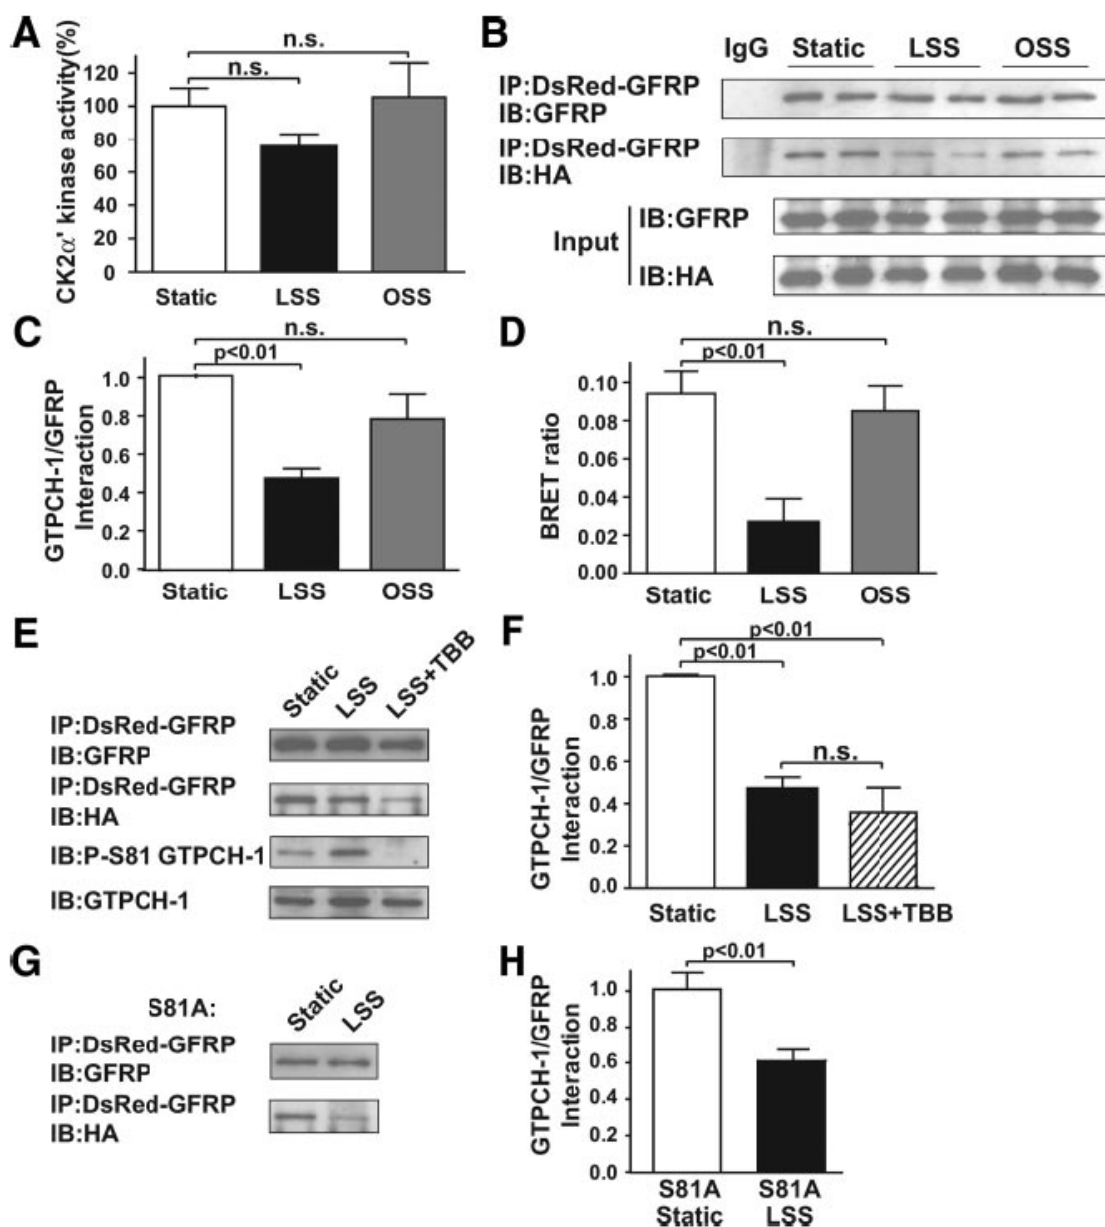 A
CK2α' kinase activity(%)
120
100
80
60
40
20
0
n.s.
n.s.
Static LSS OSS
B
IgG Static LSS OSS
IP:DsRed-GFRP
IB:GFRP
IP:DsRed-GFRP
IB:HA
Input
IB:GFRP
IB:HA
C
GTPCH-1/GFRP
Interaction
1.0
0.8
0.6
0.4
0.2
0.0
n.s.
p<0.01
Static LSS OSS
D
BRET ratio
0.10
0.08
0.06
0.04
0.02
0.00
n.s.
p<0.01
Static LSS OSS
E
Static LSS LSS+TBB
IP:DsRed-GFRP
IB:GFRP
IP:DsRed-GFRP
IB:HA
IB:P-S81 GTPCH-1
IB:GTPCH-1
F
GTPCH-1/GFRP
Interaction
1.0
0.8
0.6
0.4
0.2
0.0
p<0.01
p<0.01
n.s.
Static LSS LSS+TBB
G
S81A: Static LSS
IP:DsRed-GFRP
IB:GFRP
IP:DsRed-GFRP
IB:HA
H
GTPCH-1/GFRP
Interaction
1.0
0.8
0.6
0.4
0.2
0.0
p<0.01
S81A S81A
Static LSS